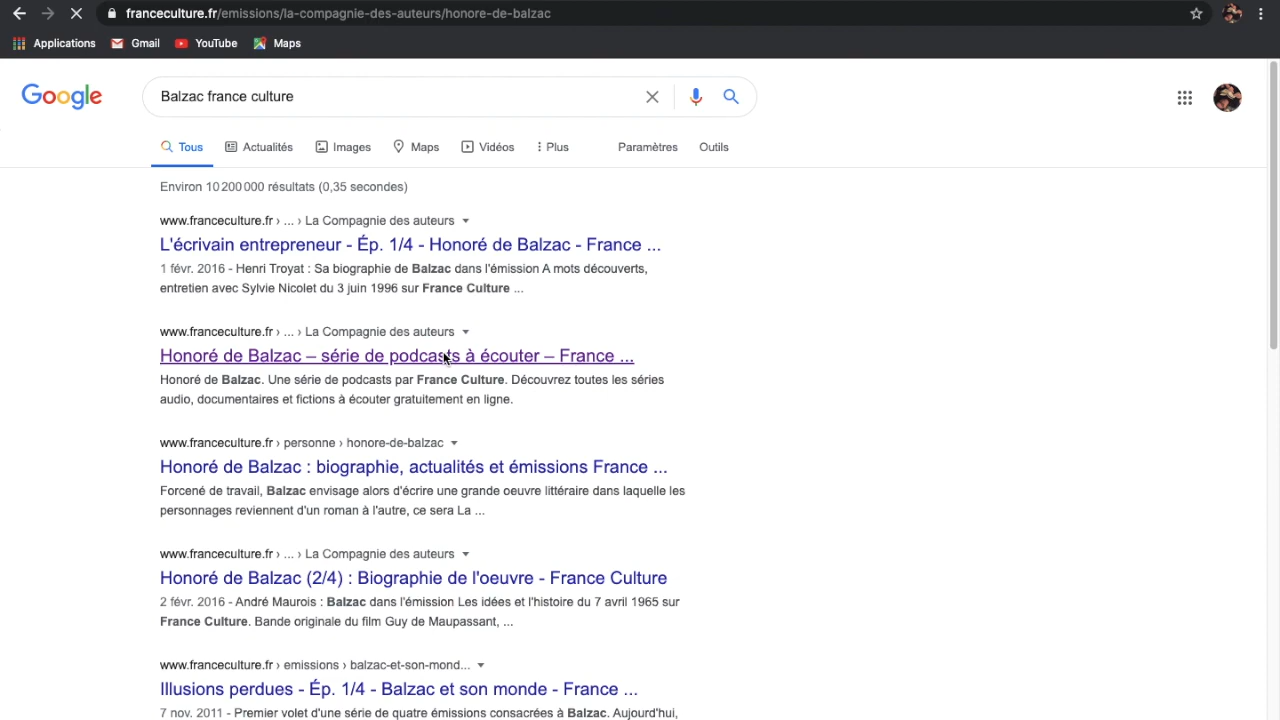 franceculture.fr/emissions/la-compagnie-des-auteurs/honore-de-balzac
Applications Gmail YouTube Maps
Google Balzac france culture
Tous Actualités Images Maps Vidéos Plus Paramètres Outils
Environ 10 200 000 résultats (0,35 secondes)
www.franceculture.fr › ... › La Compagnie des auteurs
L'écrivain entrepreneur - Ép. 1/4 - Honoré de Balzac - France ...
1 févr. 2016 - Henri Troyat : Sa biographie de Balzac dans l'émission A mots découverts,
entretien avec Sylvie Nicolet du 3 juin 1996 sur France Culture ...
www.franceculture.fr › ... › La Compagnie des auteurs
Honoré de Balzac – série de podcasts à écouter – France ...
Honoré de Balzac. Une série de podcasts par France Culture. Découvrez toutes les séries
audio, documentaires et fictions à écouter gratuitement en ligne.
www.franceculture.fr › personne › honore-de-balzac
Honoré de Balzac : biographie, actualités et émissions France ...
Forcené de travail, Balzac envisage alors d'écrire une grande oeuvre littéraire dans laquelle les
personnages reviennent d'un roman à l'autre, ce sera La ...
www.franceculture.fr › ... › La Compagnie des auteurs
Honoré de Balzac (2/4) : Biographie de l'oeuvre - France Culture
2 févr. 2016 - André Maurois : Balzac dans l'émission Les idées et l'histoire du 7 avril 1965 sur
France Culture. Bande originale du film Guy de Maupassant, ...
www.franceculture.fr › emissions › balzac-et-son-mond...
Illusions perdues - Ép. 1/4 - Balzac et son monde - France ...
7 nov. 2011 - Premier volet d'une série de quatre émissions consacrées à Balzac. Aujourd'hui,